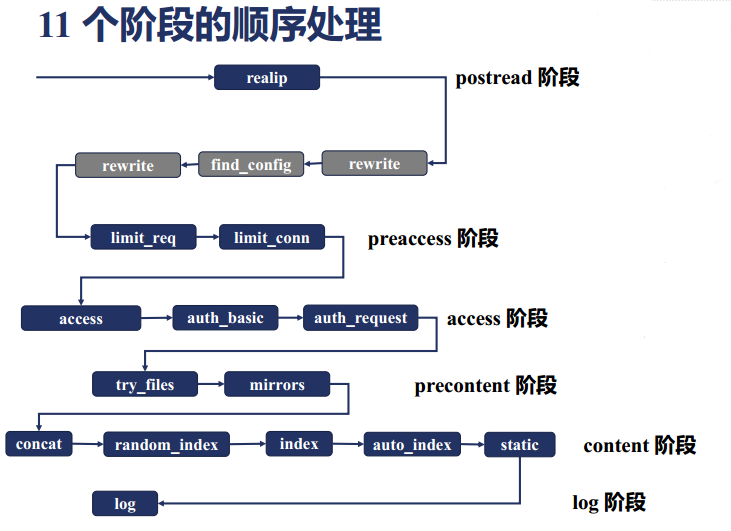 11 个阶段的顺序处理
realip postread 阶段
rewrite find_config rewrite
limit_req limit_conn preaccess 阶段
access auth_basic auth_request access 阶段
try_files mirrors precontent 阶段
concat random_index index auto_index static content 阶段
log log 阶段